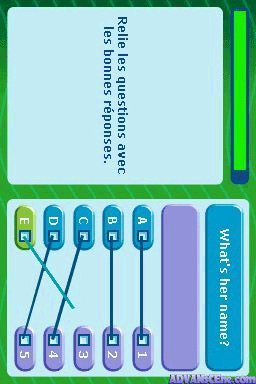 Relie les questions avec
les bonnes réponses.
What's her name?
A 1
B 2
C 3
D 4
E 5
ADVANsCEne.com